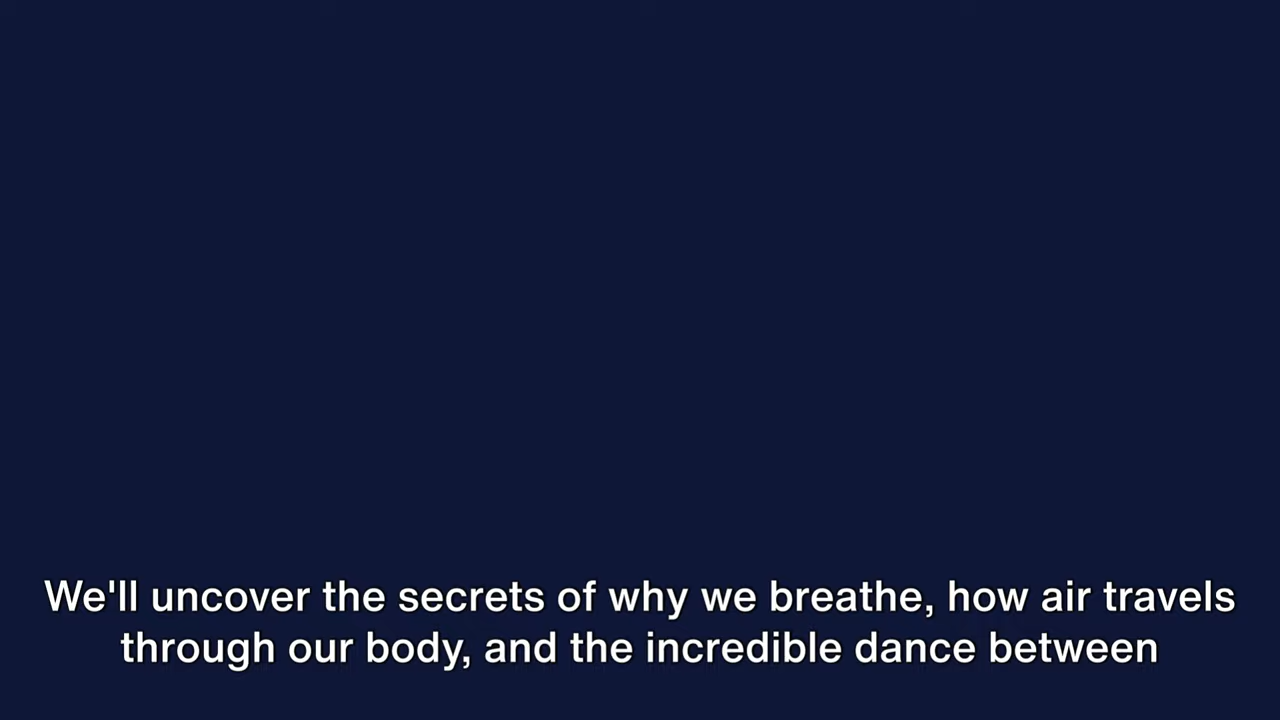 We'll uncover the secrets of why we breathe, how air travels
through our body, and the incredible dance between